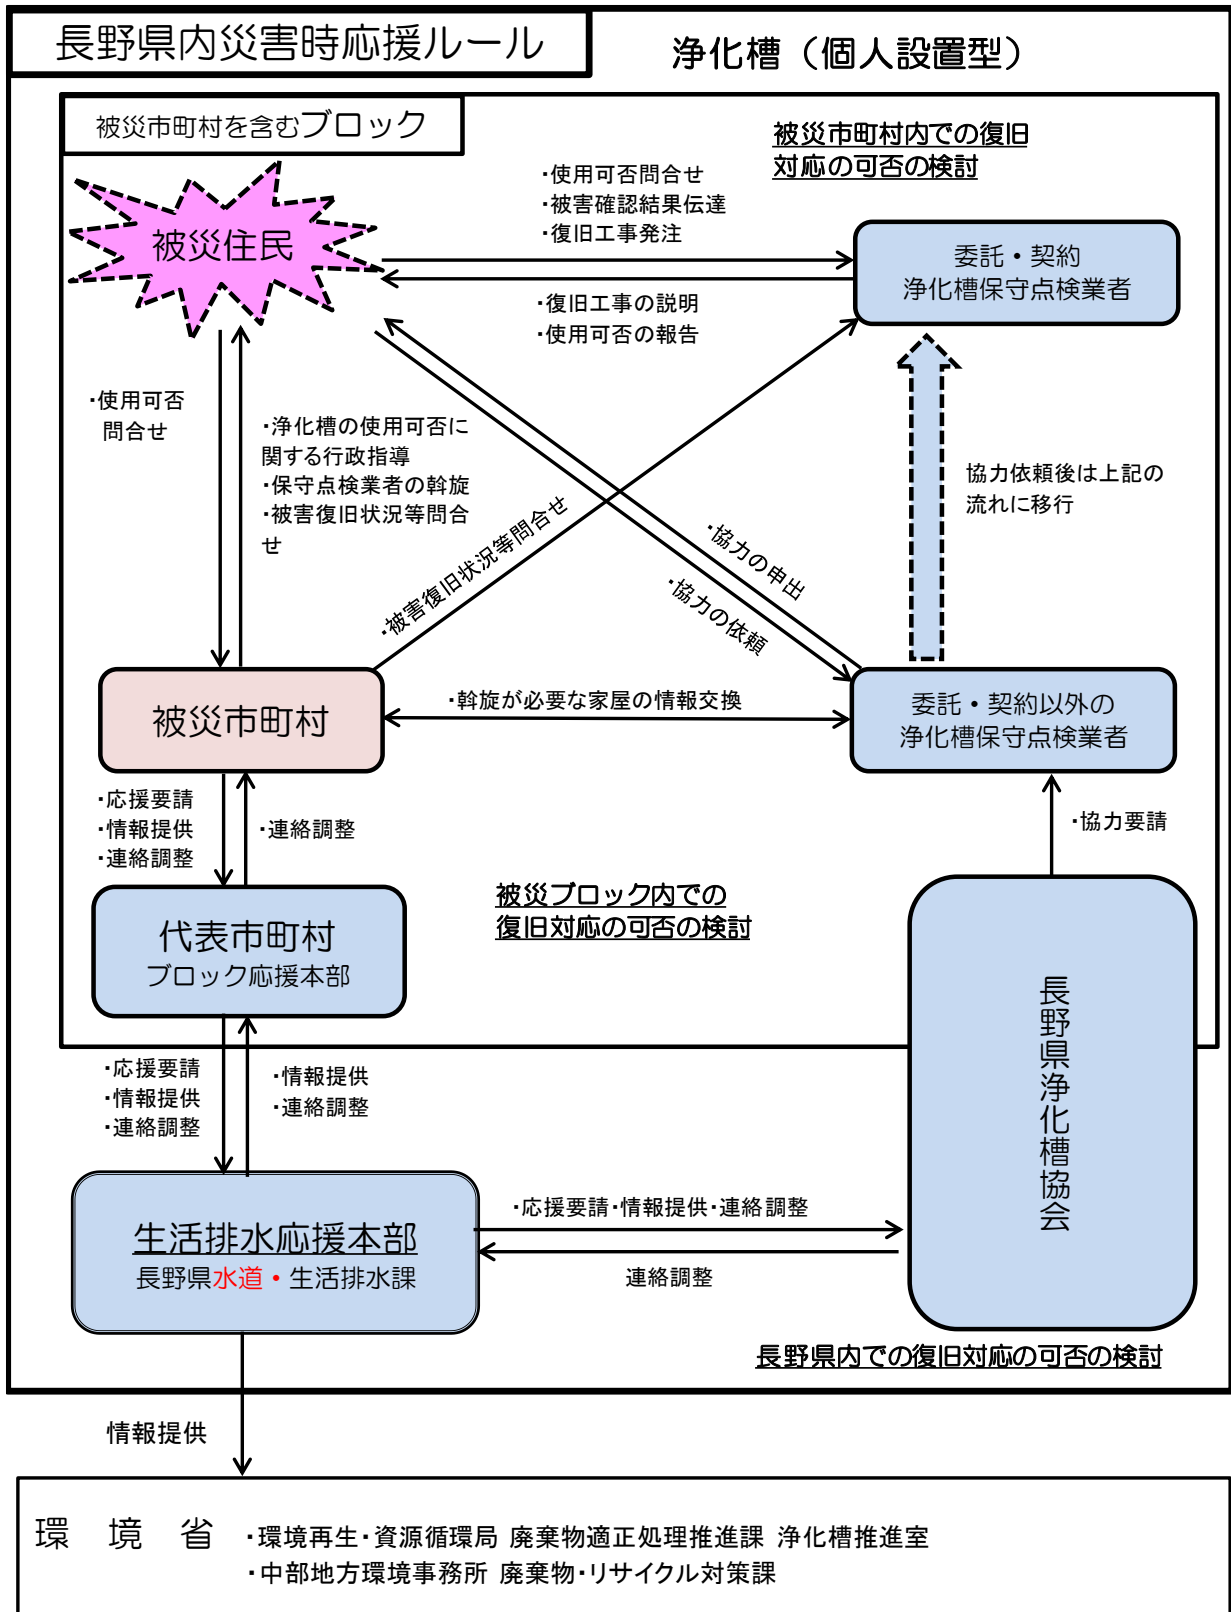 長野県内災害時応援ルール
浄化槽（個人設置型）
被災市町村を含むブロック
被災市町村内での復旧
対応の可否の検討
被災住民
・使用可否問合せ
・被害確認結果伝達
・復旧工事発注
委託・契約
浄化槽保守点検業者
・復旧工事の説明
・使用可否の報告
・使用可否
問合せ
・浄化槽の使用可否に
関する行政指導
・保守点検業者の斡旋
・被害復旧状況等問合
せ
協力依頼後は上記の
流れに移行
・被害復旧状況等問合せ
・協力の申出
・協力の依頼
被災市町村
・斡旋が必要な家屋の情報交換
委託・契約以外の
浄化槽保守点検業者
・応援要請
・情報提供
・連絡調整
・連絡調整
・協力要請
代表市町村
ブロック応援本部
被災ブロック内での
復旧対応の可否の検討
長野県浄化槽協会
・応援要請
・情報提供
・連絡調整
・情報提供
・連絡調整
生活排水応援本部
長野県水道・生活排水課
・応援要請・情報提供・連絡調整
連絡調整
長野県内での復旧対応の可否の検討
情報提供
環　境　省
・環境再生・資源循環局 廃棄物適正処理推進課 浄化槽推進室
・中部地方環境事務所 廃棄物・リサイクル対策課